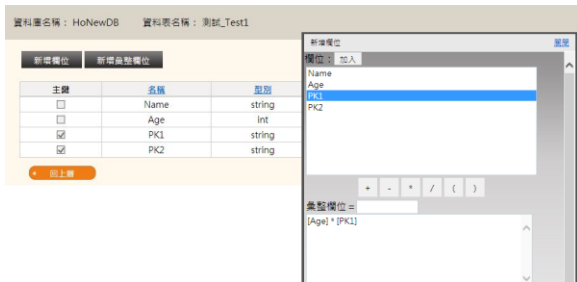 資料庫名稱： HoNewDB 資料表名稱： 測試_Test1
新增欄位 新增彙整欄位
主鍵 名稱 型別
Name string
Age int
PK1 string
PK2 string
回上層
新增欄位 關閉
欄位： 加入
Name
Age
PK1
PK2
+ - * / ( )
彙整欄位 =
[Age] * [PK1]